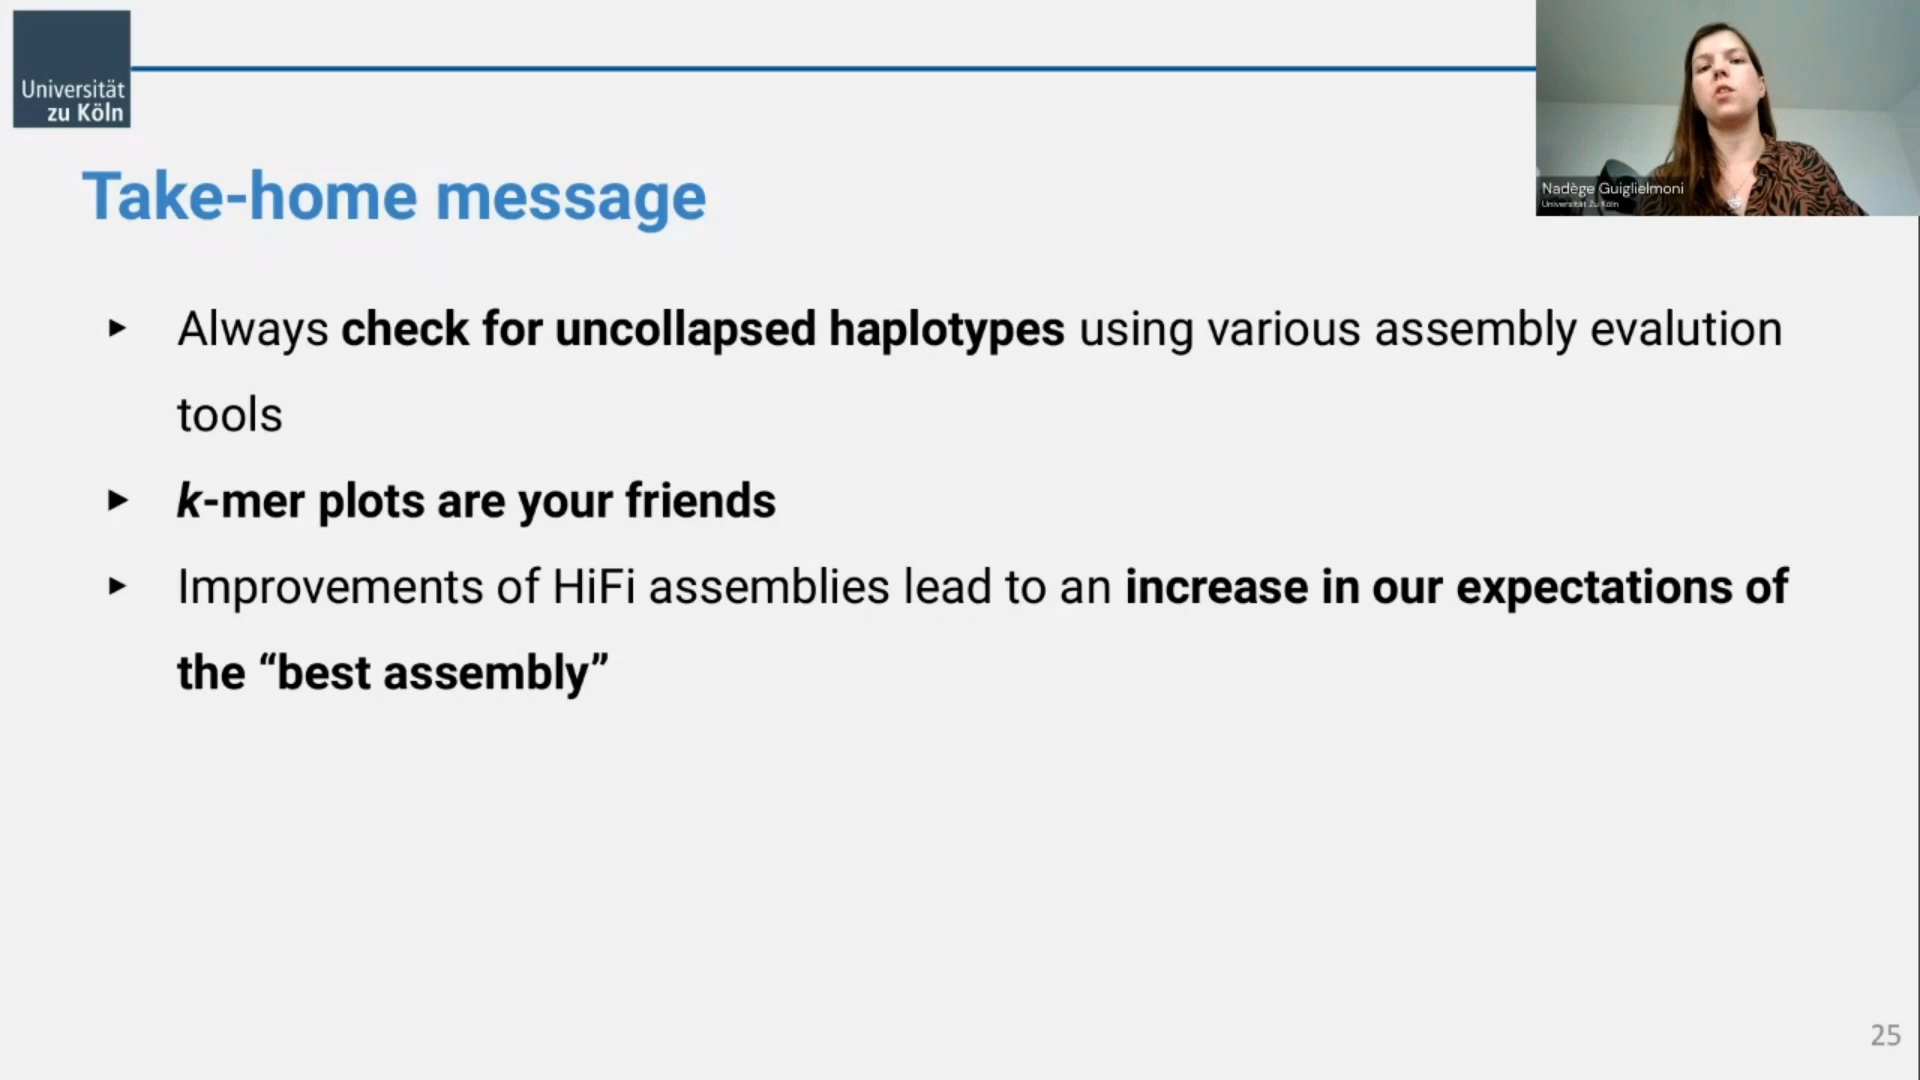 Universität
zu Köln
Nadège Guiglielmoni
Universität Zu Köln
Take-home message
▸ Always check for uncollapsed haplotypes using various assembly evalution
tools
▸ k-mer plots are your friends
▸ Improvements of HiFi assemblies lead to an increase in our expectations of
the “best assembly”
25